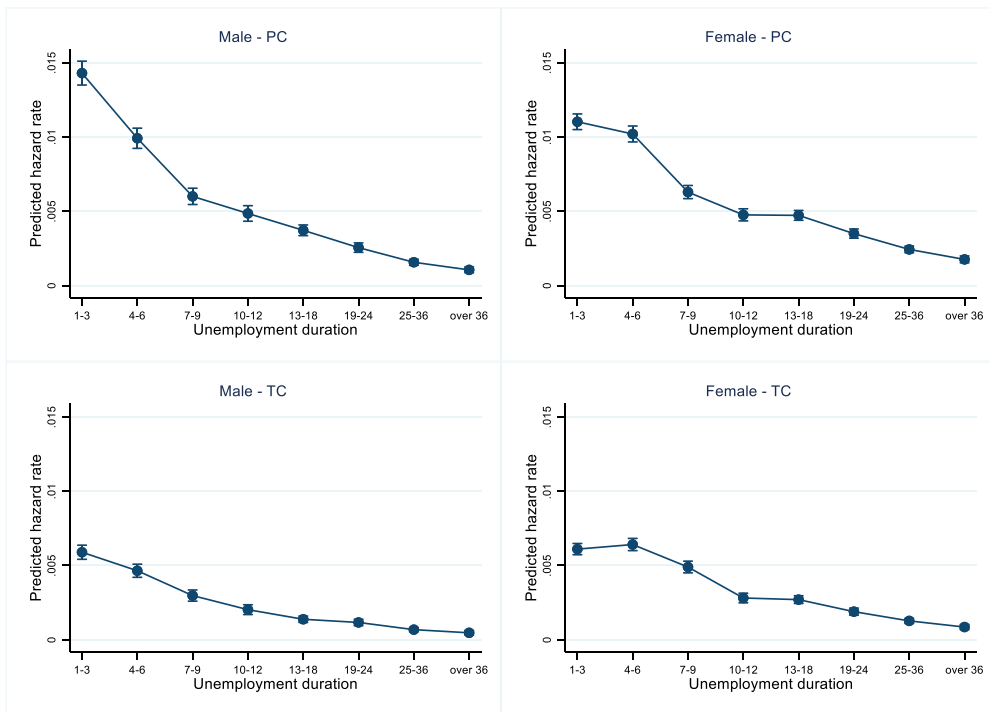 Male - PC
Predicted hazard rate
.015
.01
.005
0
1-3 4-6 7-9 10-12 13-18 19-24 25-36 over 36
Unemployment duration
Female - PC
Predicted hazard rate
.015
.01
.005
0
1-3 4-6 7-9 10-12 13-18 19-24 25-36 over 36
Unemployment duration
Male - TC
Predicted hazard rate
.015
.01
.005
0
1-3 4-6 7-9 10-12 13-18 19-24 25-36 over 36
Unemployment duration
Female - TC
Predicted hazard rate
.015
.01
.005
0
1-3 4-6 7-9 10-12 13-18 19-24 25-36 over 36
Unemployment duration